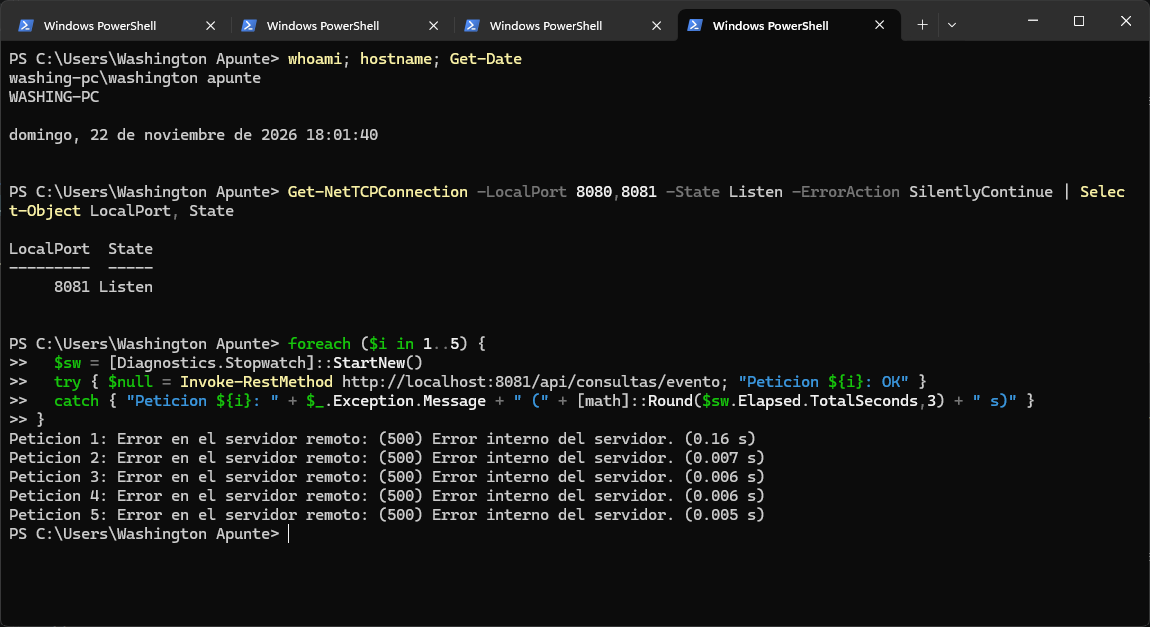 Windows PowerShell
Windows PowerShell
Windows PowerShell
Windows PowerShell
PS C:\Users\Washington Apunte> whoami; hostname; Get-Date
washing-pc\washington apunte
WASHING-PC
domingo, 22 de noviembre de 2026 18:01:40
PS C:\Users\Washington Apunte> Get-NetTCPConnection -LocalPort 8080,8081 -State Listen -ErrorAction SilentlyContinue | Selec
t-Object LocalPort, State
LocalPort  State
---------  -----
     8081 Listen
PS C:\Users\Washington Apunte> foreach ($i in 1..5) {
>>   $sw = [Diagnostics.Stopwatch]::StartNew()
>>   try { $null = Invoke-RestMethod http://localhost:8081/api/consultas/evento; "Peticion ${i}: OK" }
>>   catch { "Peticion ${i}: " + $_.Exception.Message + " (" + [math]::Round($sw.Elapsed.TotalSeconds,3) + " s)" }
>> }
Peticion 1: Error en el servidor remoto: (500) Error interno del servidor. (0.16 s)
Peticion 2: Error en el servidor remoto: (500) Error interno del servidor. (0.007 s)
Peticion 3: Error en el servidor remoto: (500) Error interno del servidor. (0.006 s)
Peticion 4: Error en el servidor remoto: (500) Error interno del servidor. (0.006 s)
Peticion 5: Error en el servidor remoto: (500) Error interno del servidor. (0.005 s)
PS C:\Users\Washington Apunte>